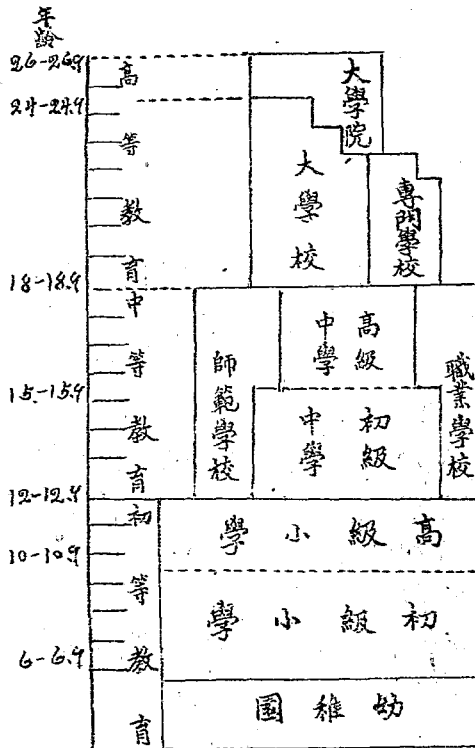 年齡
26-26.9
24-24.9
18-18.9
15-15.9
12-12.9
10-10.9
6-6.9
高等教育
中等教育
初等教育
大學院
大學校
專門學校
師範學校
高級
中學
初級
中學
職業學校
高級小學
初級小學
幼稚園